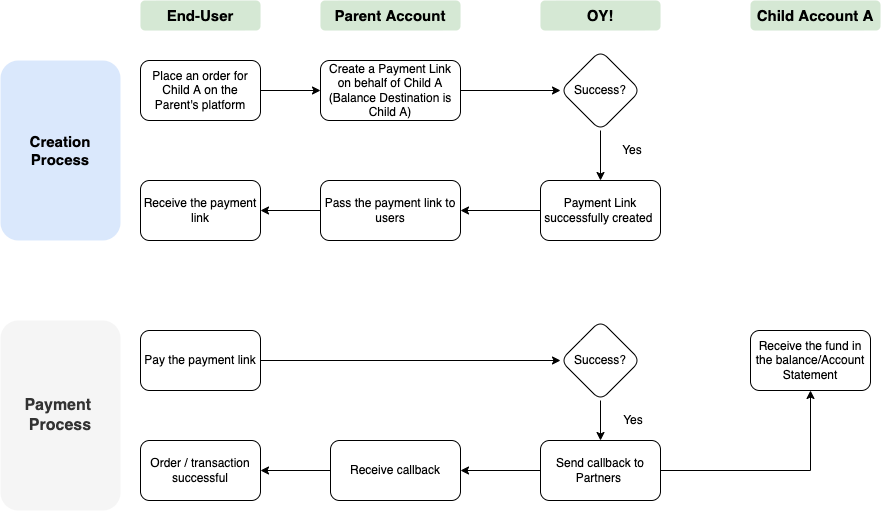 End-User
Parent Account
OY!
Child Account A
Creation
Process
Place an order for
Child A on the
Parent's platform
Create a Payment Link
on behalf of Child A
(Balance Destination is
Child A)
Success?
Yes
Receive the payment
link
Pass the payment link to
users
Payment Link
successfully created
Payment
Process
Pay the payment link
Success?
Receive the fund in
the balance/Account
Statement
Yes
Order / transaction
successful
Receive callback
Send callback to
Partners